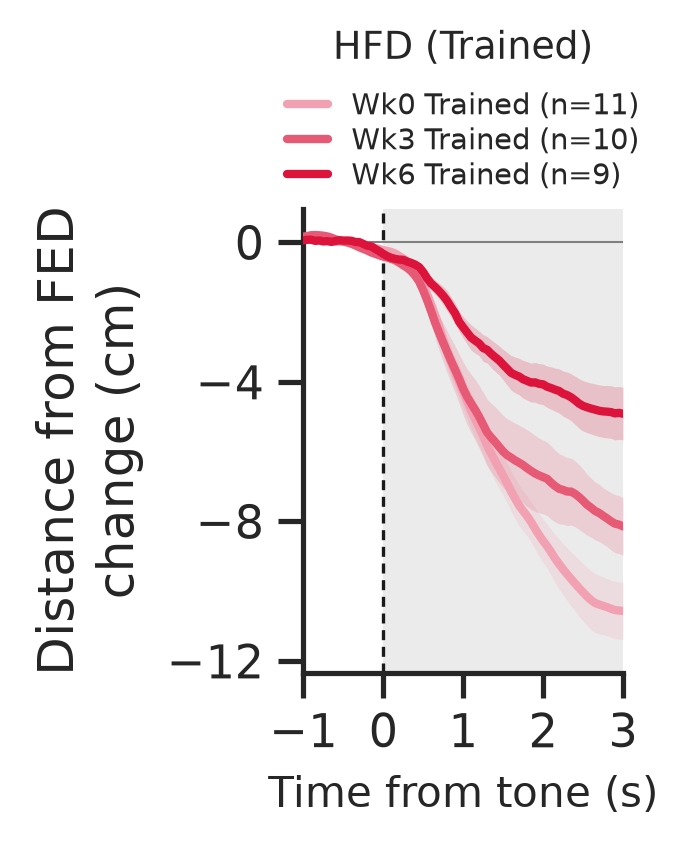 HFD (Trained)
Wk0 Trained (n=11)
Wk3 Trained (n=10)
Wk6 Trained (n=9)
Distance from FED
change (cm)
0
−4
−8
−12
−1 0 1 2 3
Time from tone (s)